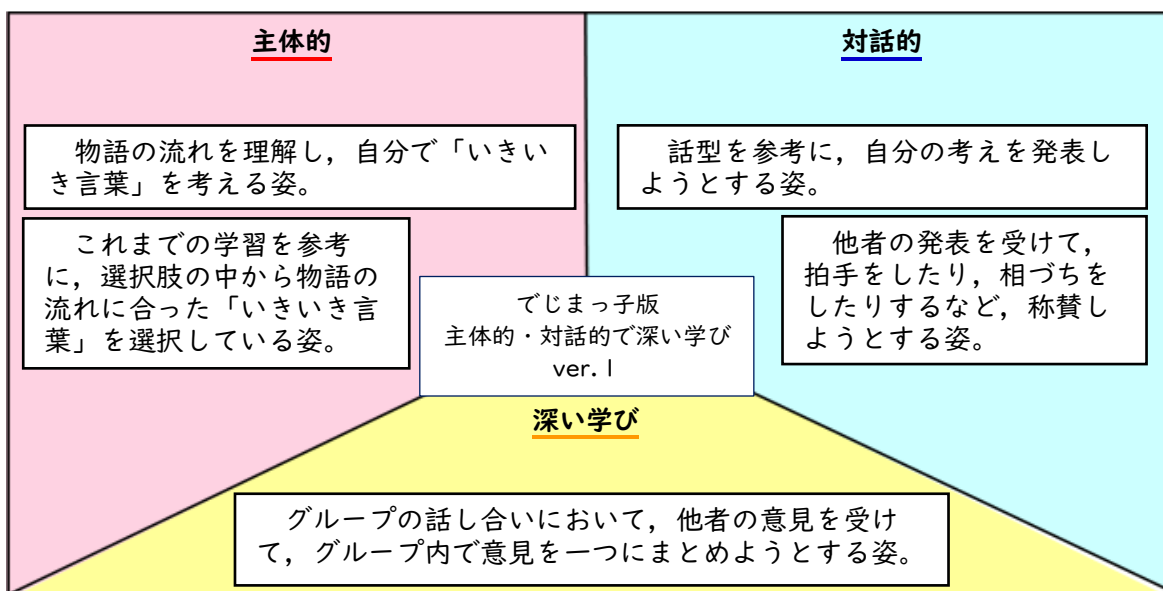 主体的
物語の流れを理解し，自分で「いきい
き言葉」を考える姿。
これまでの学習を参考
に，選択肢の中から物語の
流れに合った「いきいき言
葉」を選択している姿。
対話的
話型を参考に，自分の考えを発表し
ようとする姿。
他者の発表を受けて，
拍手をしたり，相づちを
したりするなど，称賛し
ようとする姿。
でじまっ子版
主体的・対話的で深い学び
ver.1
深い学び
グループの話し合いにおいて，他者の意見を受け
て，グループ内で意見を一つにまとめようとする姿。